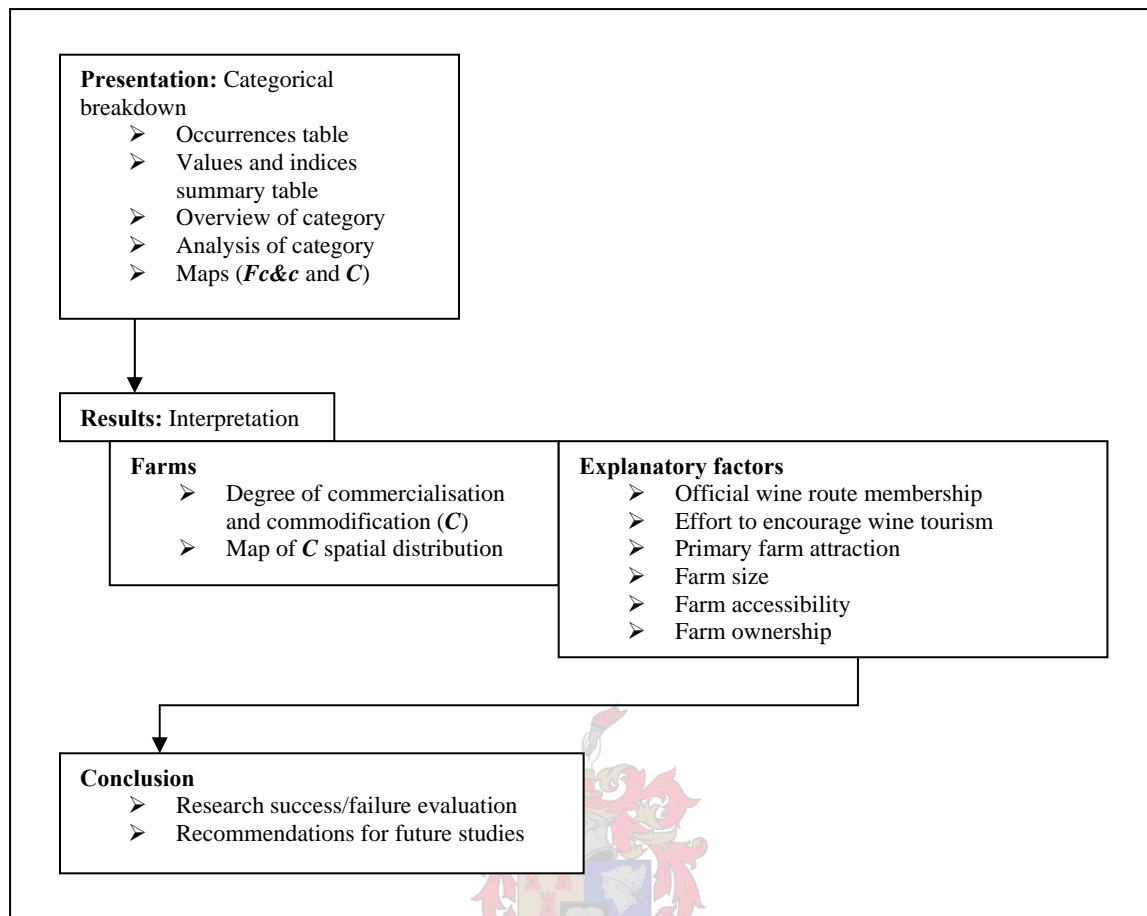 Presentation: Categorical
breakdown
➢ Occurrences table
➢ Values and indices
summary table
➢ Overview of category
➢ Analysis of category
➢ Maps (Fc&c and C)
Results: Interpretation
Farms
➢ Degree of commercialisation
and commodification (C)
➢ Map of C spatial distribution
Explanatory factors
➢ Official wine route membership
➢ Effort to encourage wine tourism
➢ Primary farm attraction
➢ Farm size
➢ Farm accessibility
➢ Farm ownership
Conclusion
➢ Research success/failure evaluation
➢ Recommendations for future studies